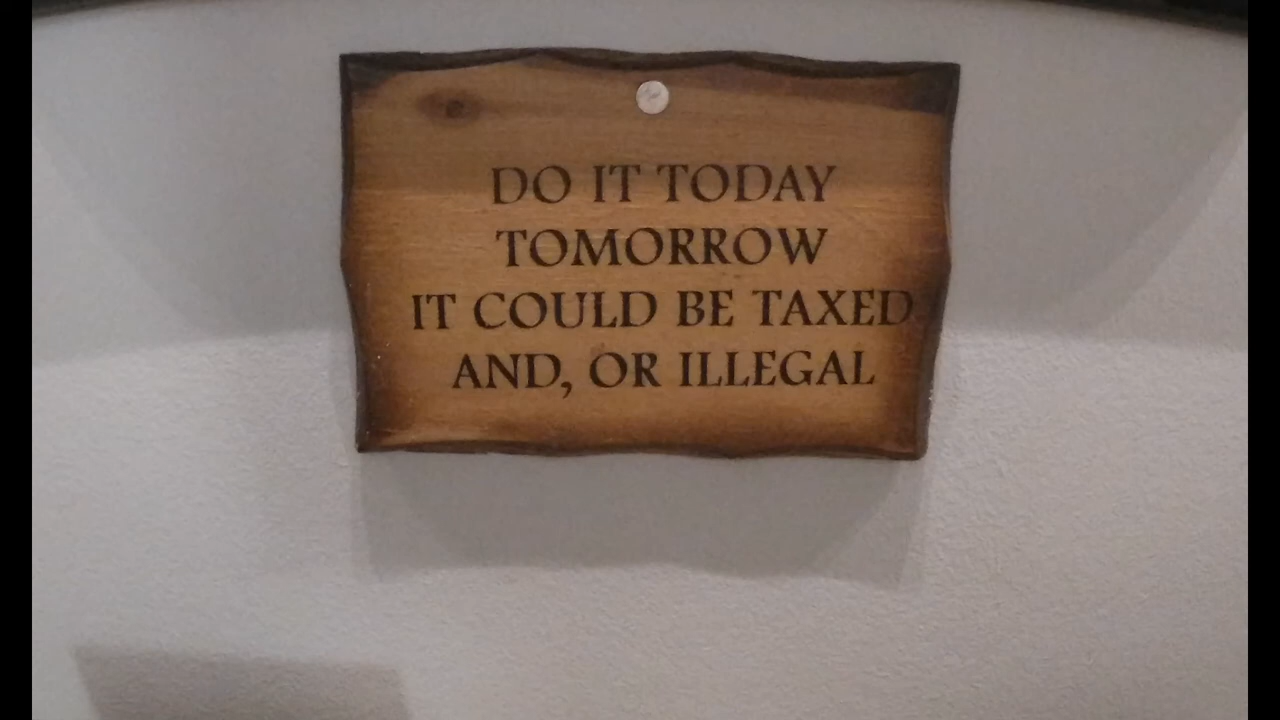 DO IT TODAY
TOMORROW
IT COULD BE TAXED
AND, OR ILLEGAL